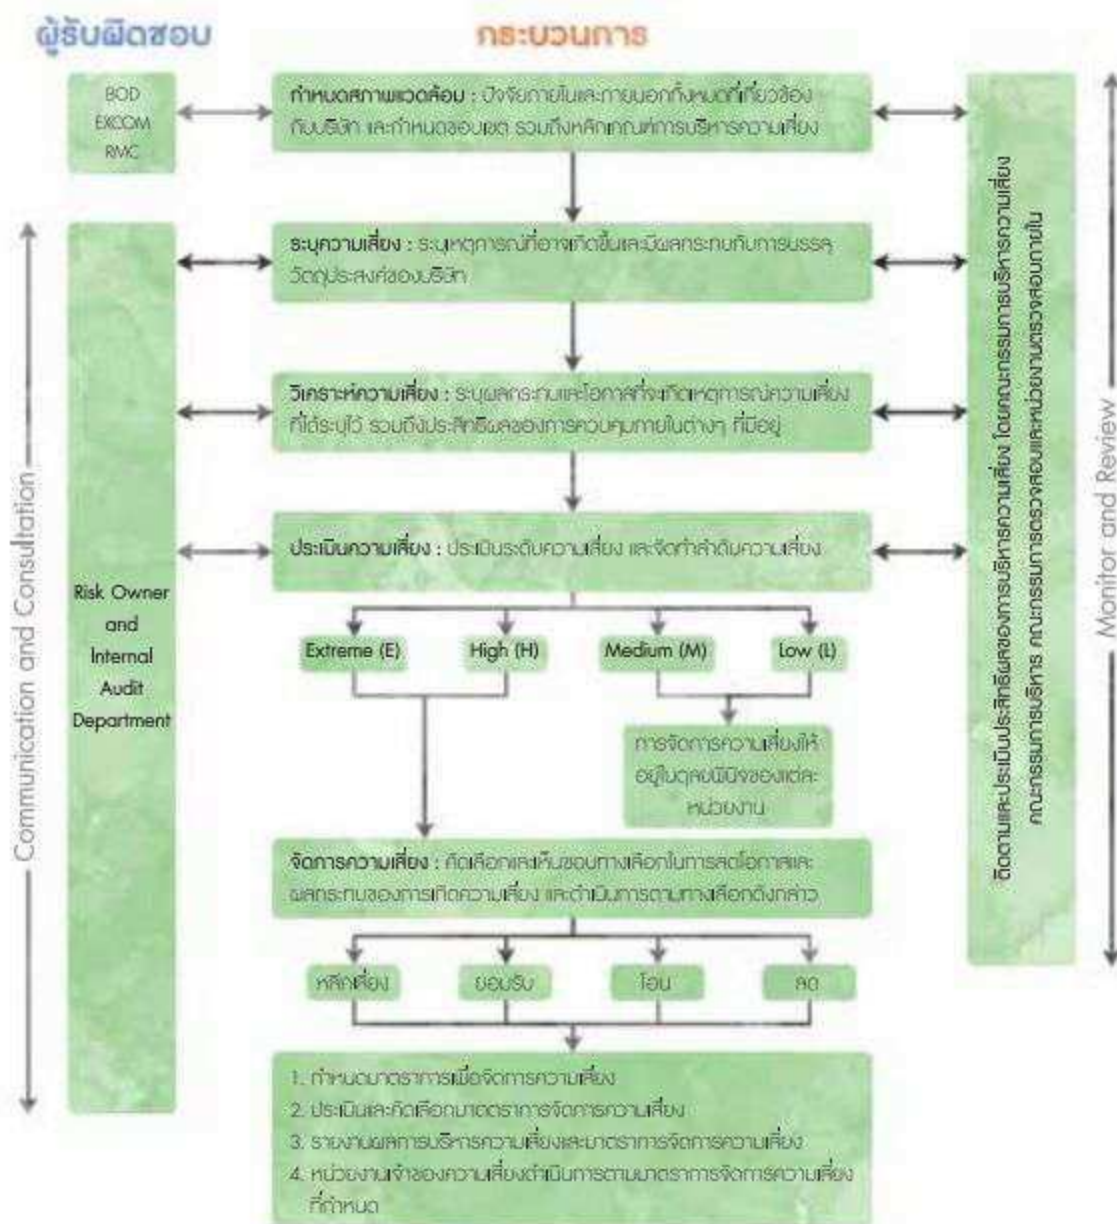 ผู้รับผิดชอบ
กระบวนการ
BOD
EXCOM
RMC
กำหนดสภาพแวดล้อม : ปัจจัยภายในและภายนอกทั้งหมดที่เกี่ยวข้อง
กับบริษัท และกำหนดขอบเขต รวมถึงหลักเกณฑ์การบริหารความเสี่ยง
ระบุความเสี่ยง : ระบุเหตุการณ์ที่อาจเกิดขึ้นและมีผลกระทบกับการบรรลุ
วัตถุประสงค์ของบริษัท
วิเคราะห์ความเสี่ยง : ระบุผลกระทบและโอกาสที่จะเกิดเหตุการณ์ความเสี่ยง
ที่ได้ระบุไว้ รวมถึงประสิทธิผลของการควบคุมภายในต่างๆ ที่มีอยู่
ประเมินความเสี่ยง : ประเมินระดับความเสี่ยง และจัดทำลำดับความเสี่ยง
Communication and Consultation
Risk Owner
and
Internal
Audit
Department
Extreme (E)
High (H)
Medium (M)
Low (L)
การจัดการความเสี่ยงให้
อยู่ในดุลยพินิจของแต่ละ
หน่วยงาน
จัดการความเสี่ยง : คัดเลือกและเห็นชอบทางเลือกในการลดโอกาสและ
ผลกระทบของการเกิดความเสี่ยง และดำเนินการตามทางเลือกดังกล่าว
หลีกเลี่ยง
ยอมรับ
โอน
ลด
1. กำหนดมาตราการเพื่อจัดการความเสี่ยง
2. ประเมินและคัดเลือกมาตราการจัดการความเสี่ยง
3. รายงานผลการบริหารความเสี่ยงและมาตราการจัดการความเสี่ยง
4. หน่วยงานเจ้าของความเสี่ยงดำเนินการตามมาตราการจัดการความเสี่ยง
ที่กำหนด
ติดตามและประเมินประสิทธิผลของการบริหารความเสี่ยง โดยคณะกรรมการบริหารความเสี่ยง
คณะกรรมการบริหาร คณะกรรมการตรวจสอบและหน่วยงานตรวจสอบภายใน
Monitor and Review